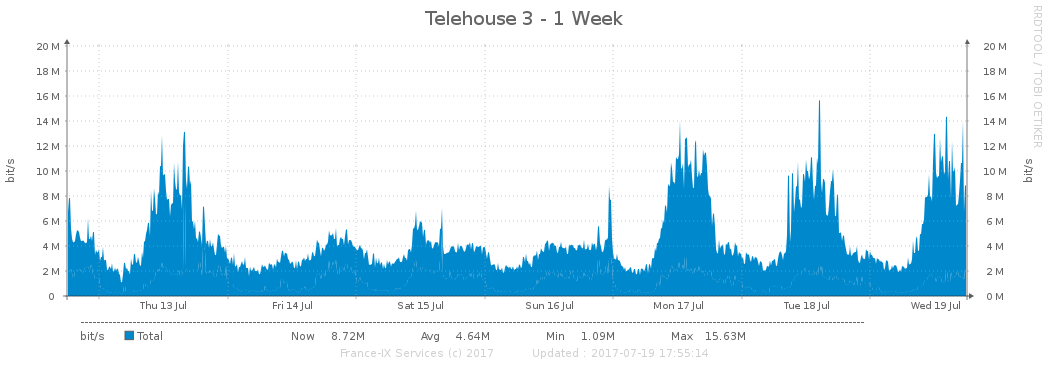 Telehouse 3 - 1 Week
RRDTOOL / TOBI OETIKER
20 M 20 M
18 M 18 M
16 M 16 M
14 M 14 M
12 M 12 M
10 M 10 M
8 M 8 M
6 M 6 M
4 M 4 M
2 M 2 M
0 0 M
bit/s
bit/s
Thu 13 Jul Fri 14 Jul Sat 15 Jul Sun 16 Jul Mon 17 Jul Tue 18 Jul Wed 19 Jul
bit/s Total Now 8.72M Avg 4.64M Min 1.09M Max 15.63M
France-IX Services (c) 2017 Updated : 2017-07-19 17:55:14